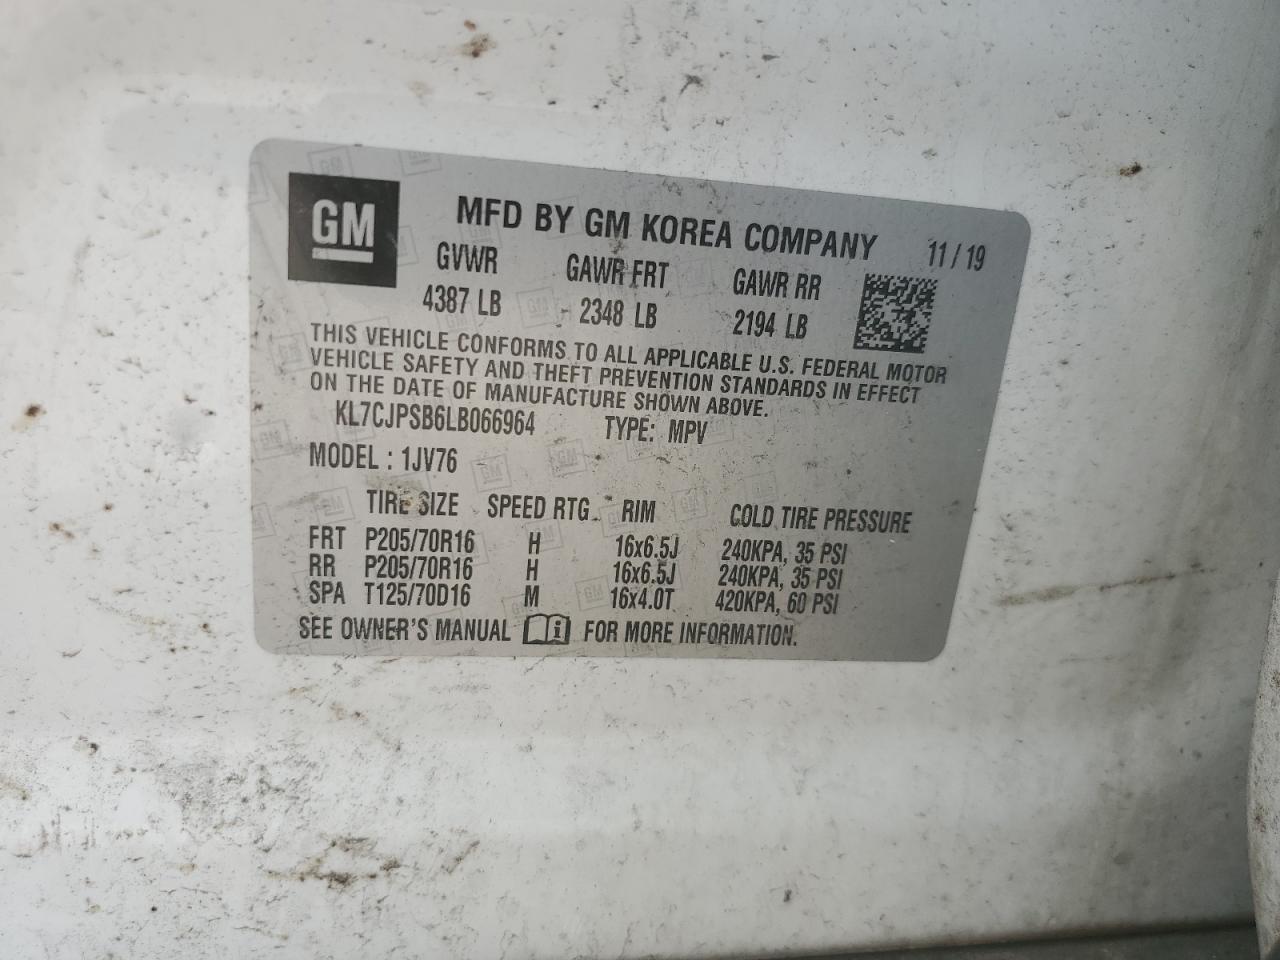 GM
MFD BY GM KOREA COMPANY 11 / 19
GVWR GAWR FRT GAWR RR
4387 LB 2348 LB 2194 LB
THIS VEHICLE CONFORMS TO ALL APPLICABLE U.S. FEDERAL MOTOR
VEHICLE SAFETY AND THEFT PREVENTION STANDARDS IN EFFECT
ON THE DATE OF MANUFACTURE SHOWN ABOVE.
KL7CJPSB6LB066964 TYPE: MPV
MODEL : 1JV76
TIRE SIZE SPEED RTG. RIM COLD TIRE PRESSURE
FRT P205/70R16 H 16x6.5J 240KPA, 35 PSI
RR P205/70R16 H 16x6.5J 240KPA, 35 PSI
SPA T125/70D16 M 16x4.0T 420KPA, 60 PSI
SEE OWNER'S MANUAL i FOR MORE INFORMATION.